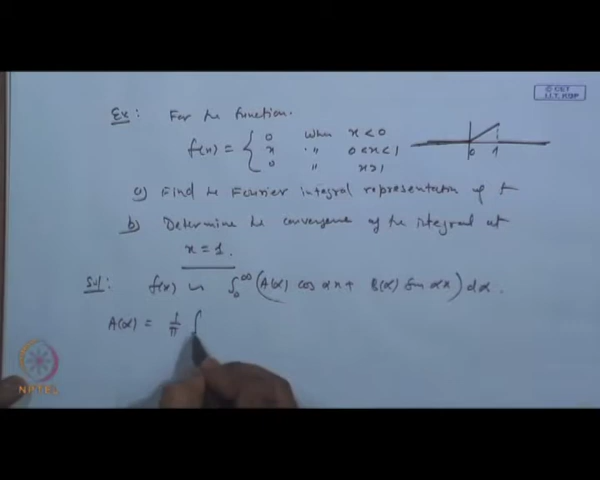 © CET
I.I.T. KGP
Ex: For the function.
f(x) = { 0 when x < 0
x ,, 0 < x < 1
0 ,, x > 1
0 1
a) Find the Fourier integral representation of f
b) Determine the convergence of the integral at
x = 1.
Sol: f(x) ~ ∫₀^∞ (A(α) cos αx + B(α) sin αx) dα.
A(α) = 1/π ∫
NPTEL